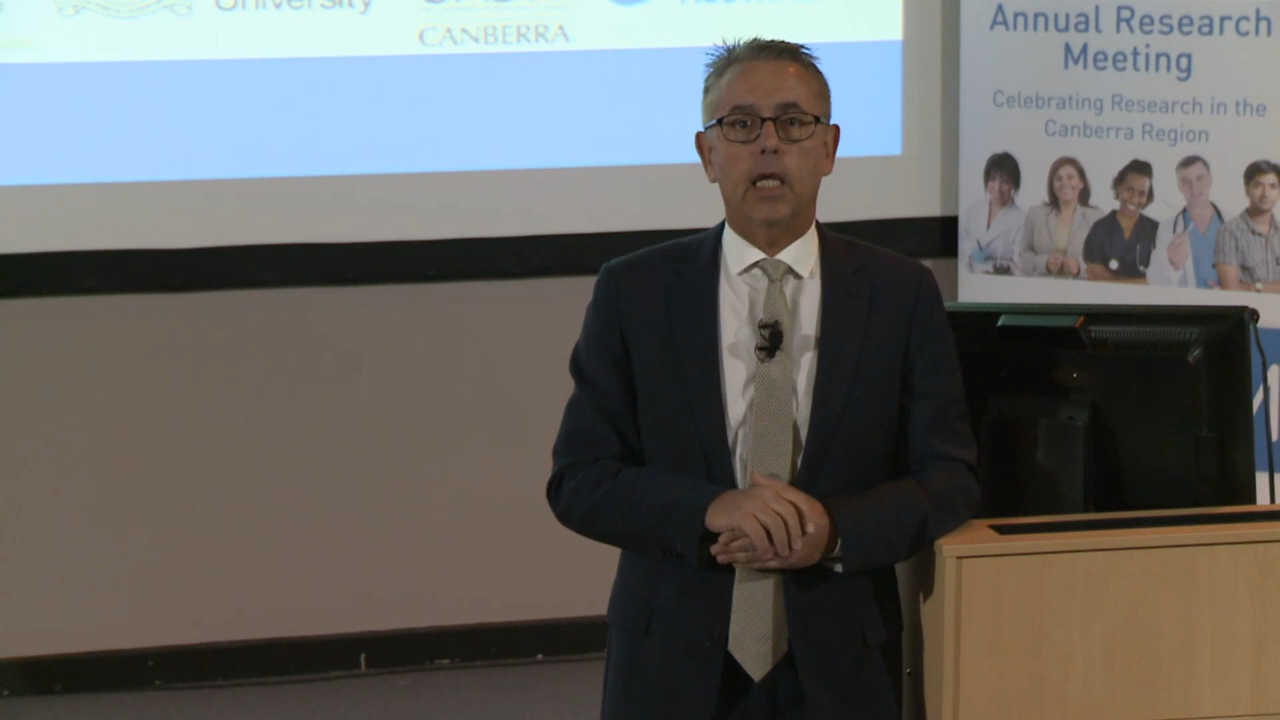 University
CANBERRA
Annual Research
Meeting
Celebrating Research in the
Canberra Region